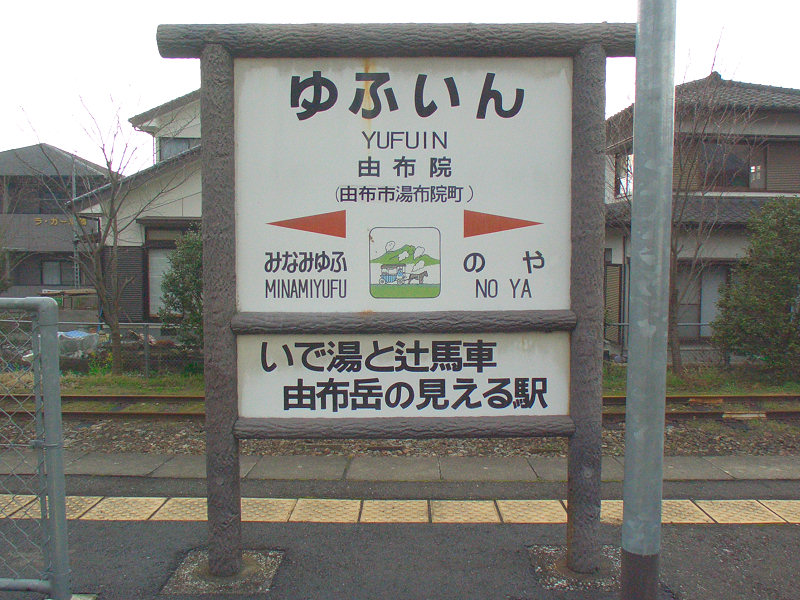 ゆふいん
YUFUIN
由布院
(由布市湯布院町)
みなみゆふ のや
MINAMIYUFU NO YA
いで湯と辻馬車
由布岳の見える駅